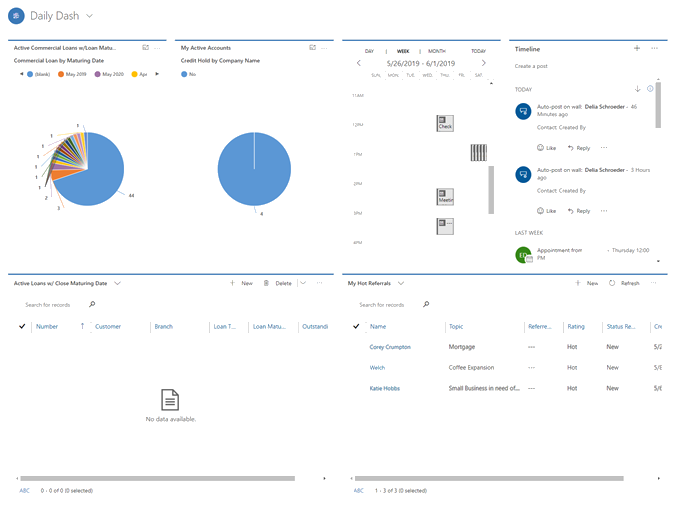 Daily Dash
Active Commercial Loans w/Loan Matu...
Commercial Loan by Maturing Date
(blank) May 2019 May 2020 Api
1
1
1
1
1
1
1
2
3
44
My Active Accounts
Credit Hold by Company Name
No
4
DAY | WEEK | MONTH TODAY
5/26/2019 - 6/1/2019
SUN, MON, TUE, WED, THU, FRI, SAT,
11AM
12PM
Check
1PM
2PM
Meetin
3PM
4PM
Timeline
Create a post
TODAY
Auto-post on wall: Delia Schroeder - 46
Minutes ago
Contact: Created By
Like Reply ...
Auto-post on wall: Delia Schroeder - 3 Hours
ago
Contact: Created By
Like Reply ...
LAST WEEK
Appointment from - Thursday 12:00
PM
Active Loans w/ Close Maturing Date
New Delete ...
Search for records
Number Customer Branch Loan T... Loan Matu... Outstandi
No data available.
ABC 0 - 0 of 0 (0 selected)
My Hot Referrals
New Refresh ...
Search for records
Name Topic Referre... Rating Status Re... Cre
Corey Crumpton Mortgage --- Hot New 5/2
Welch Coffee Expansion --- Hot New 5/8
Katie Hobbs Small Business in need of... --- Hot New 5/8
ABC 1 - 3 of 3 (0 selected)